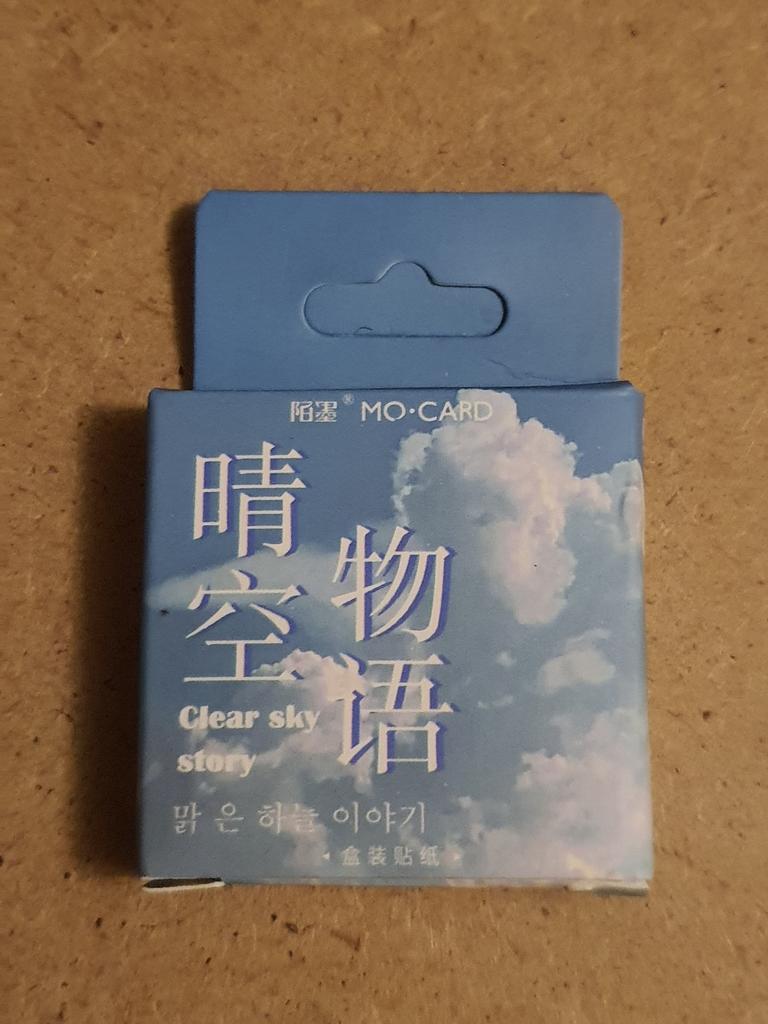 陌墨® MO·CARD
晴空
物语
Clear sky
story
맑은 하늘 이야기
盒装贴纸